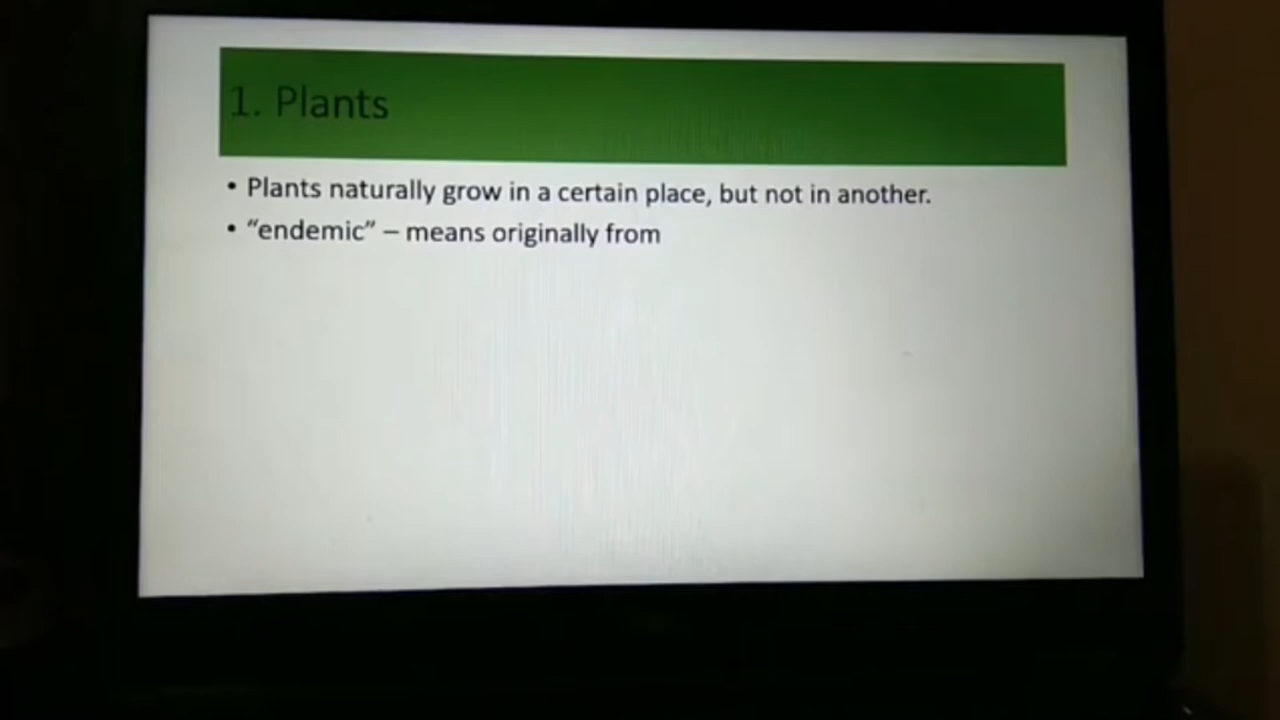 1. Plants
• Plants naturally grow in a certain place, but not in another.
• “endemic” – means originally from